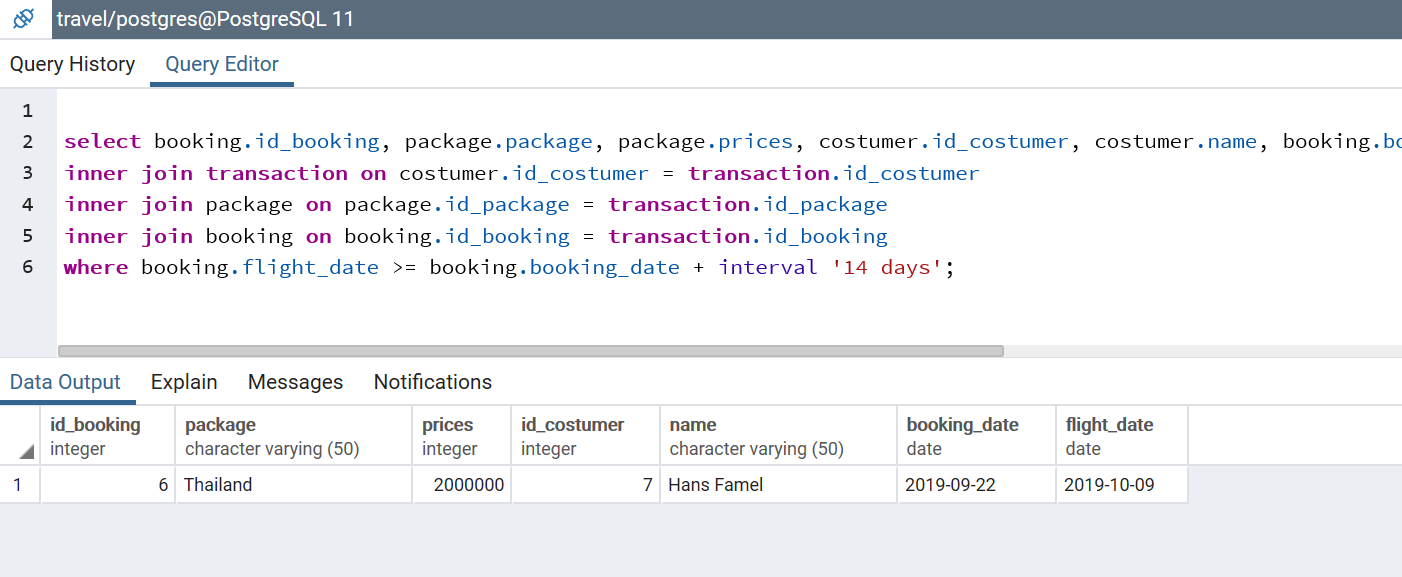 travel/postgres@PostgreSQL 11
Query History Query Editor
1
2 select booking.id_booking, package.package, package.prices, costumer.id_costumer, costumer.name, booking.bo
3 inner join transaction on costumer.id_costumer = transaction.id_costumer
4 inner join package on package.id_package = transaction.id_package
5 inner join booking on booking.id_booking = transaction.id_booking
6 where booking.flight_date >= booking.booking_date + interval '14 days';
Data Output Explain Messages Notifications
id_booking package prices id_costumer name booking_date flight_date
integer character varying (50) integer integer character varying (50) date date
1 6 Thailand 2000000 7 Hans Famel 2019-09-22 2019-10-09